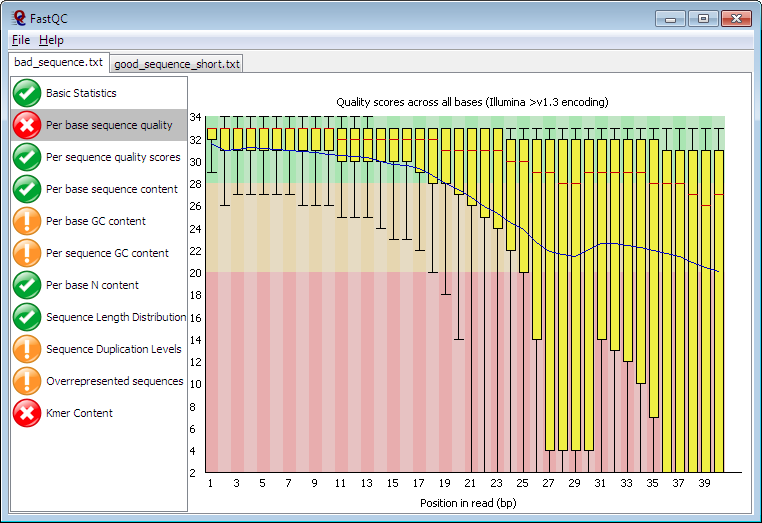 FastQC
File Help
bad_sequence.txt good_sequence_short.txt
Basic Statistics
Per base sequence quality
Per sequence quality scores
Per base sequence content
Per base GC content
Per sequence GC content
Per base N content
Sequence Length Distribution
Sequence Duplication Levels
Overrepresented sequences
Kmer Content
Quality scores across all bases (Illumina >v1.3 encoding)
34
32
30
28
26
24
22
20
18
16
14
12
10
8
6
4
2
1 3 5 7 9 11 13 15 17 19 21 23 25 27 29 31 33 35 37 39
Position in read (bp)